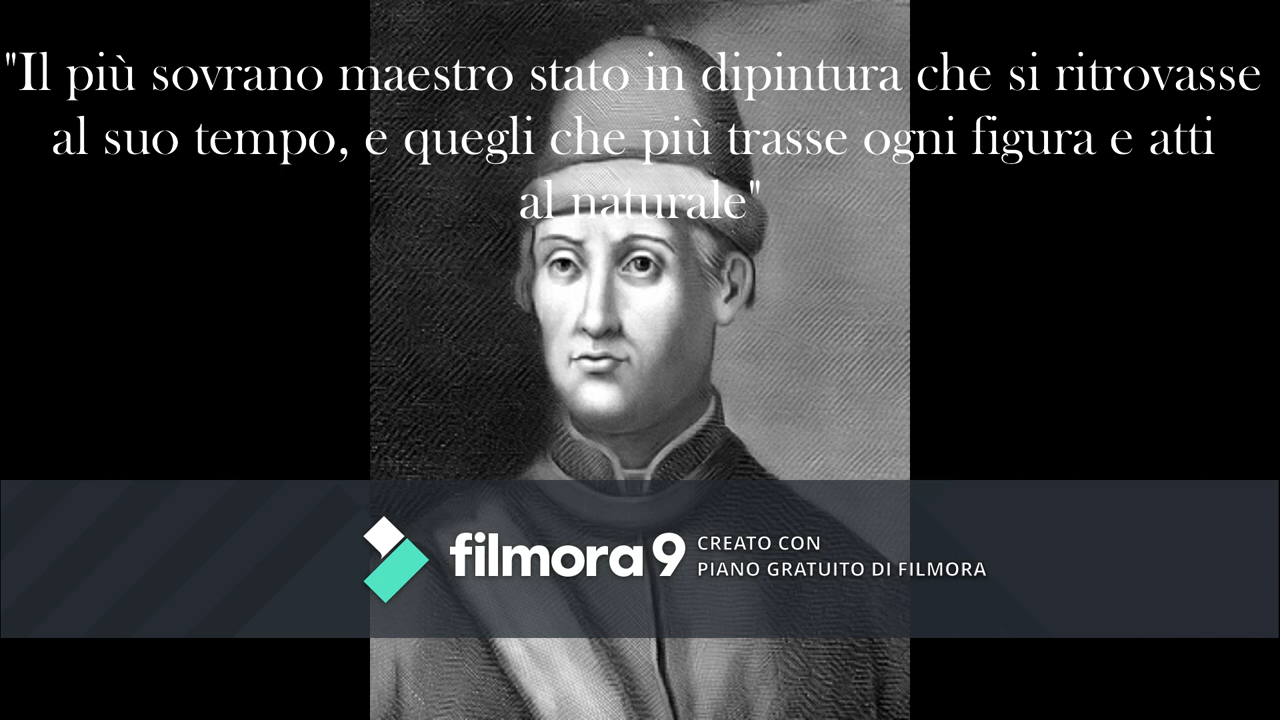 "Il più sovrano maestro stato in dipintura che si ritrovasse
al suo tempo, e quegli che più trasse ogni figura e atti
al naturale"
filmora9
CREATO CON
PIANO GRATUITO DI FILMORA